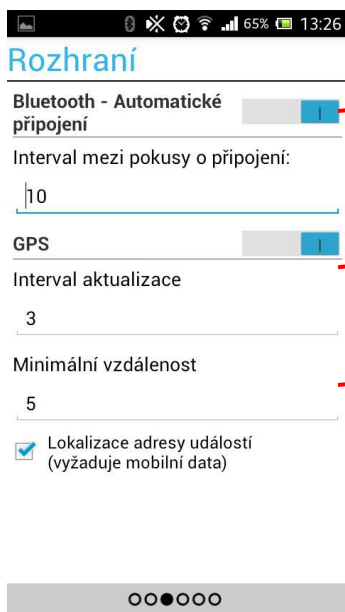 65% 13:26
Rozhraní
Bluetooth - Automatické
připojení
Interval mezi pokusy o připojení:
10
GPS
Interval aktualizace
3
Minimální vzdálenost
5
Lokalizace adresy událostí
(vyžaduje mobilní data)